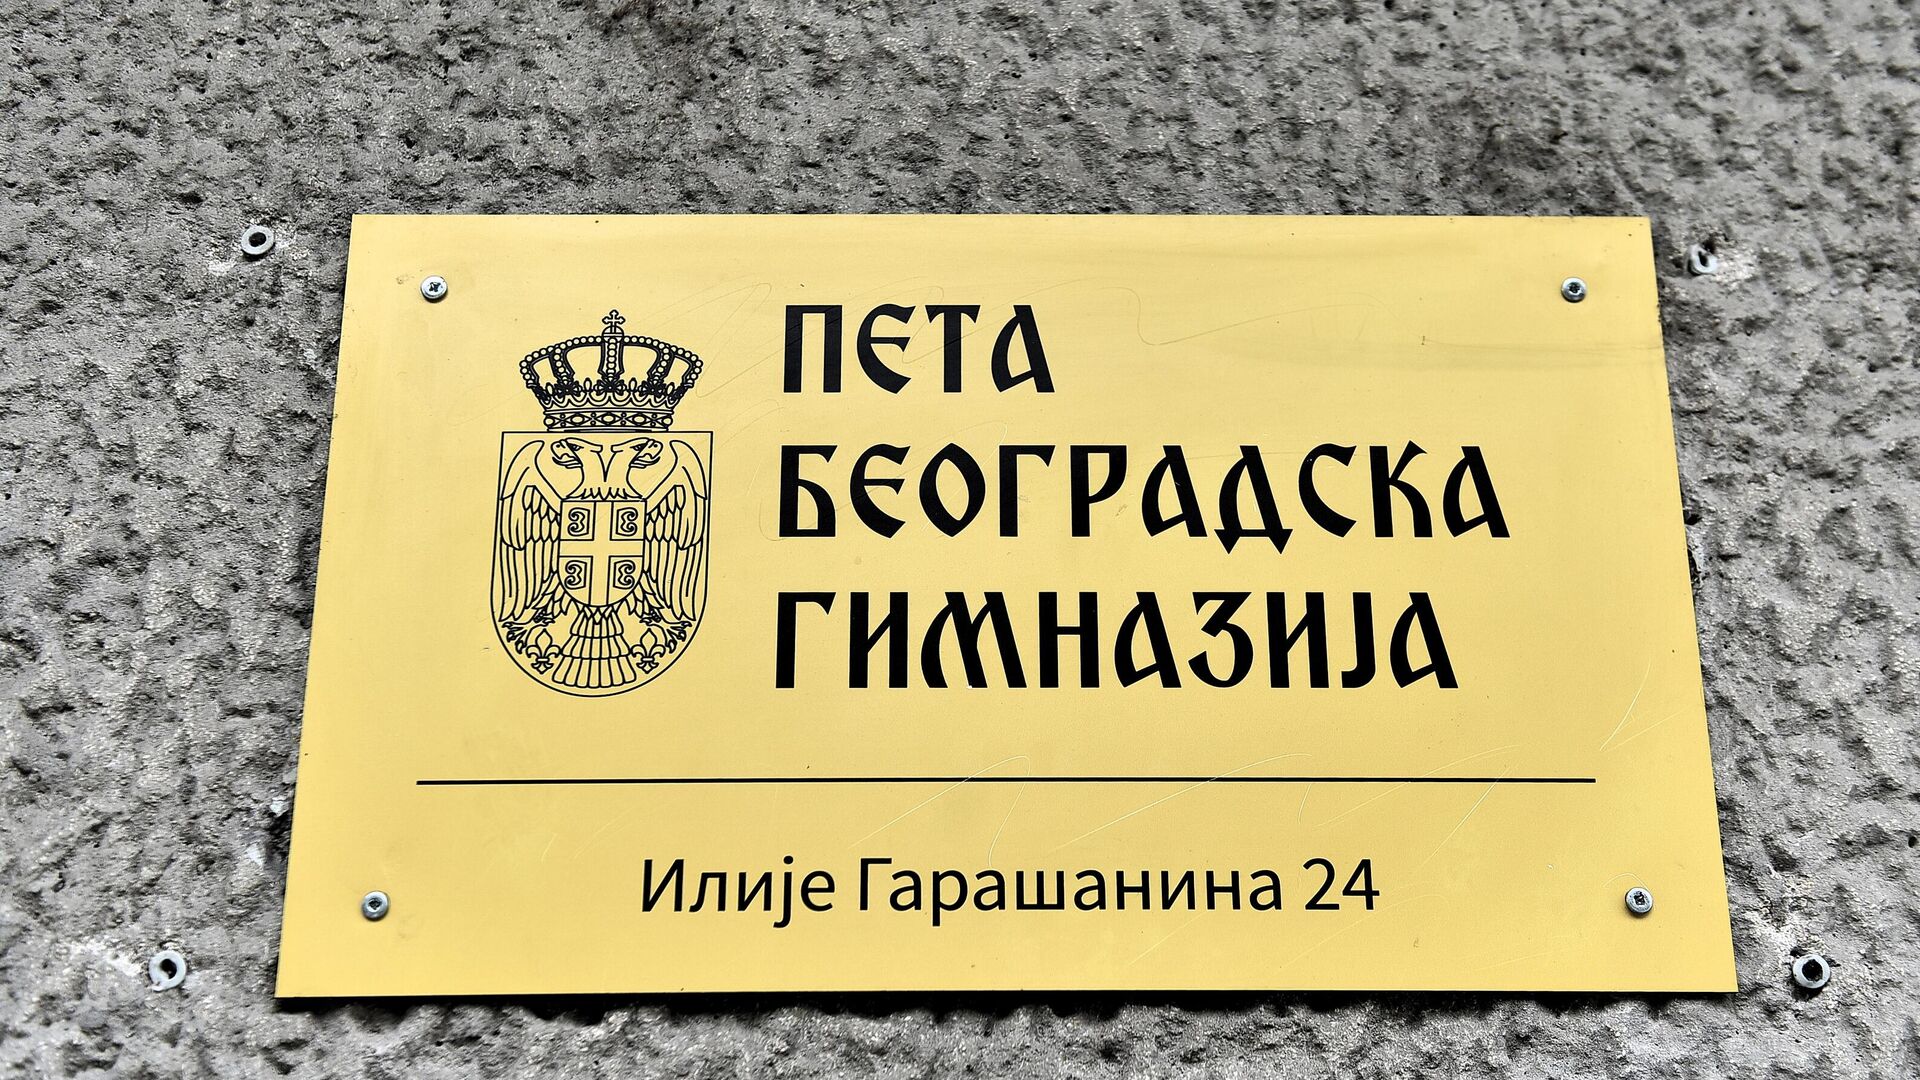 ПЕТА
БЕОГРАДСКА
ГИМНАЗИЈА
Илије Гарашанина 24